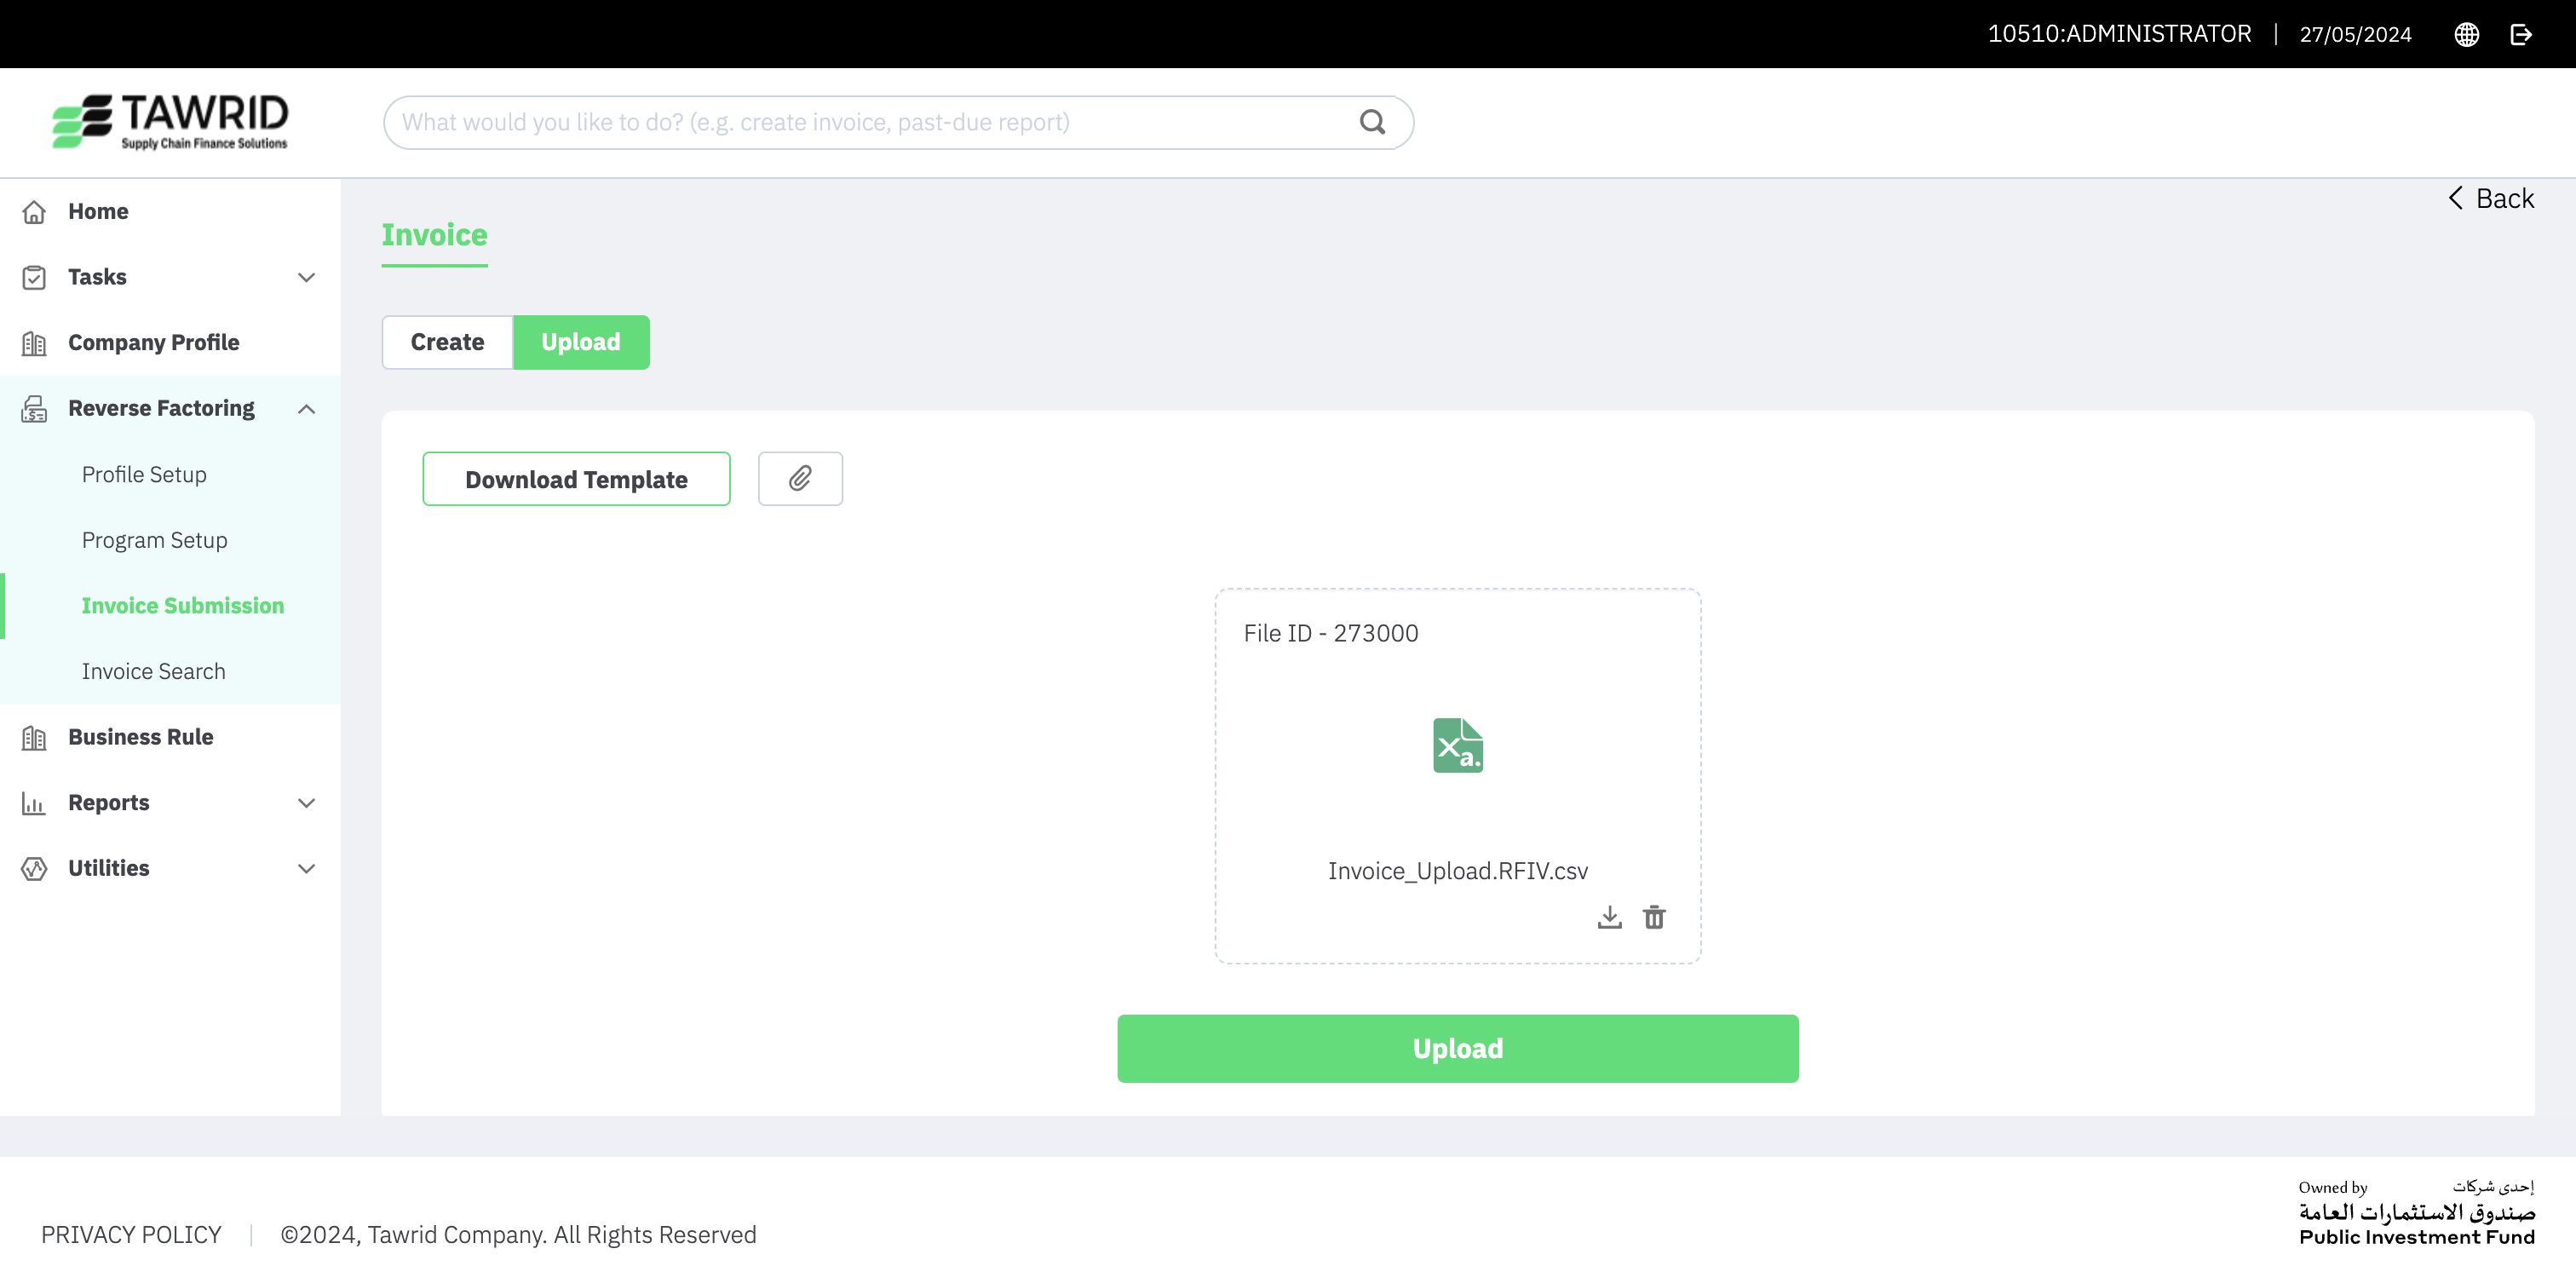 10510:ADMINISTRATOR | 27/05/2024
TAWRID
Supply Chain Finance Solutions
What would you like to do? (e.g. create invoice, past-due report)
Back
Home
Tasks
Company Profile
Reverse Factoring
Profile Setup
Program Setup
Invoice Submission
Invoice Search
Business Rule
Reports
Utilities
Invoice
Create Upload
Download Template
File ID - 273000
Xa.
Invoice_Upload.RFIV.csv
Upload
PRIVACY POLICY | ©2024, Tawrid Company. All Rights Reserved
Owned by إحدى شركات
صندوق الاستثمارات العامة
Public Investment Fund